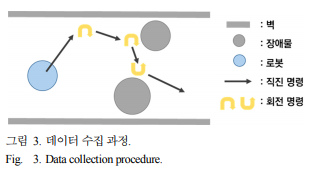 : 벽
: 장애물
: 로봇
: 직진 명령
: 회전 명령
그림 3. 데이터 수집 과정.
Fig. 3. Data collection procedure.